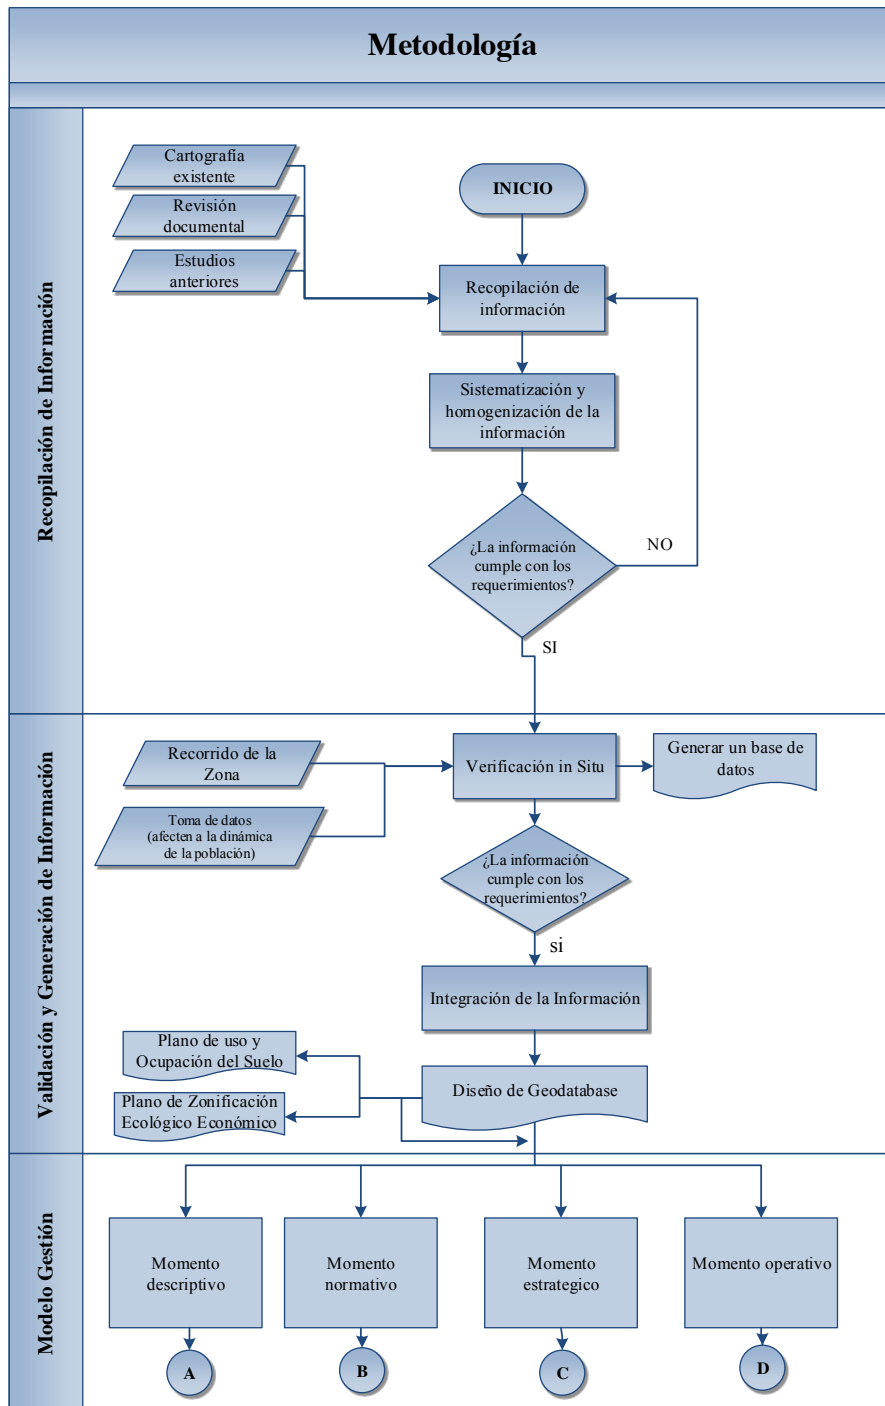 Metodología
Recopilación de Información
Cartografía
existente
Revisión
documental
Estudios
anteriores
INICIO
Recopilación de
información
Sistematización y
homogenización de la
información
¿La información
cumple con los
requerimientos?
NO
SI
Validación y Generación de Información
Recorrido de la
Zona
Toma de datos
(afecten a la dinámica
de la población)
Verificación in Situ
Generar un base de
datos
¿La información
cumple con los
requerimientos?
si
Integración de la Información
Plano de uso y
Ocupación del Suelo
Plano de Zonificación
Ecológico Económico
Diseño de Geodatabase
Modelo Gestión
Momento
descriptivo
Momento
normativo
Momento
estrategico
Momento operativo
A
B
C
D